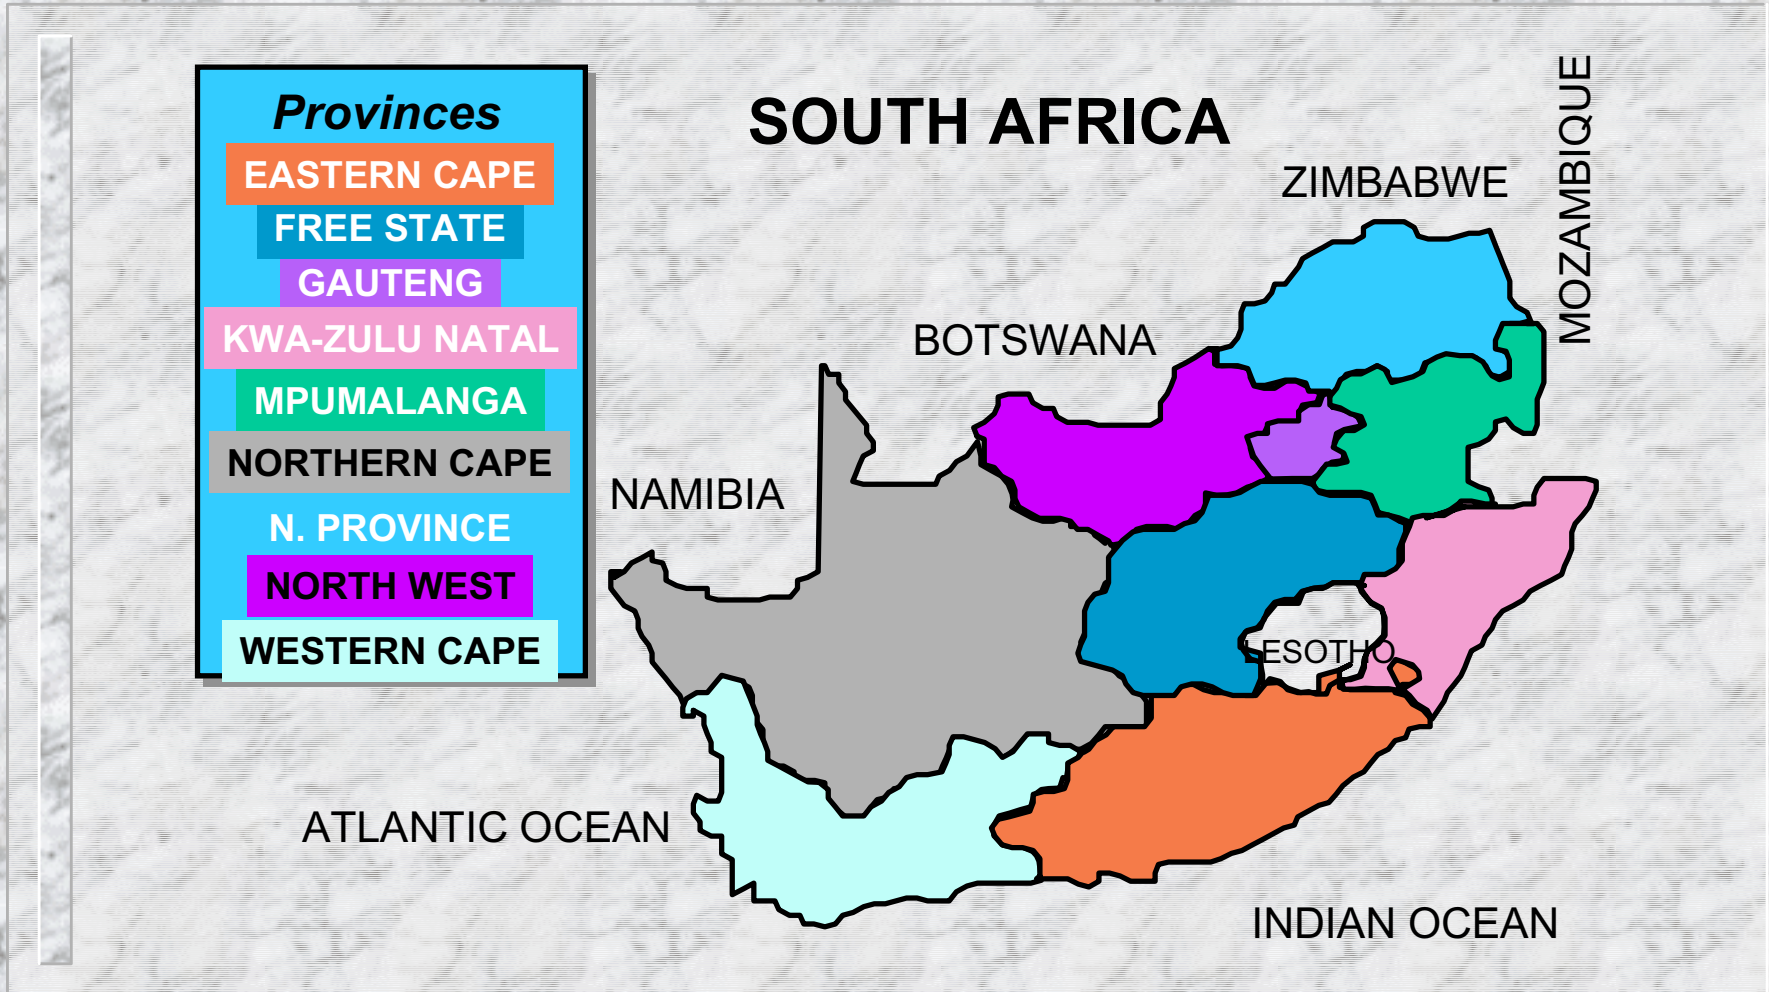 Provinces
EASTERN CAPE
FREE STATE
GAUTENG
KWA-ZULU NATAL
MPUMALANGA
NORTHERN CAPE
N. PROVINCE
NORTH WEST
WESTERN CAPE
SOUTH AFRICA
ZIMBABWE
MOZAMBIQUE
BOTSWANA
NAMIBIA
LESOTHO
ATLANTIC OCEAN
INDIAN OCEAN